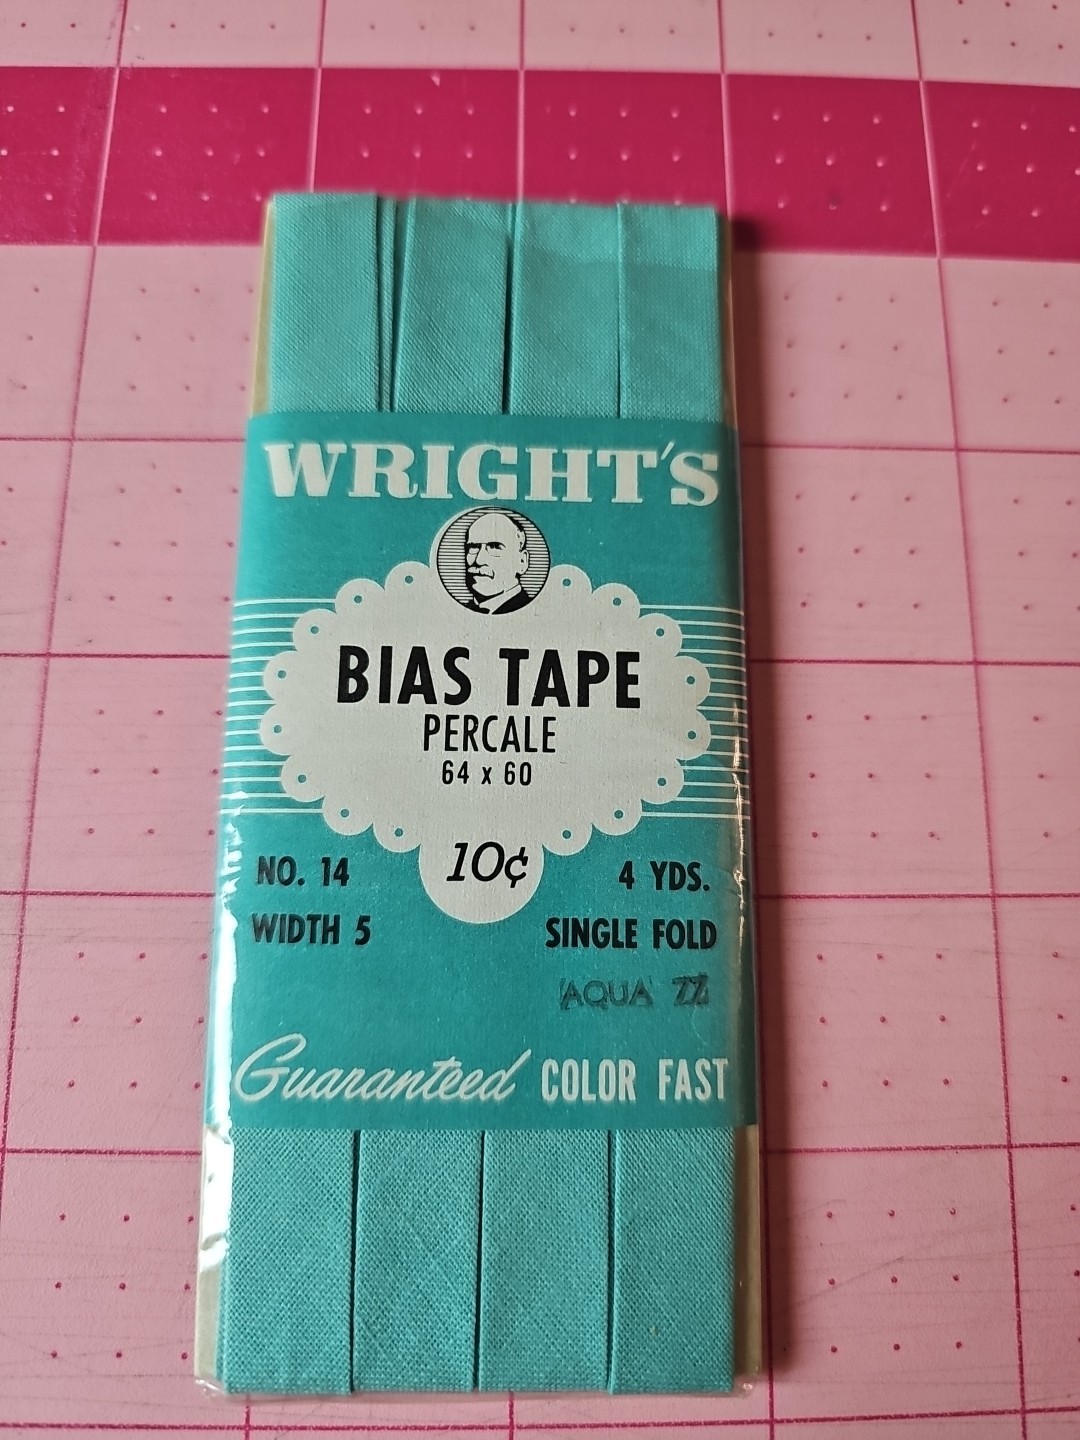 WRIGHT'S
BIAS TAPE
PERCALE
64 x 60
10¢
NO. 14
WIDTH 5
4 YDS.
SINGLE FOLD
AQUA 77
Guaranteed COLOR FAST